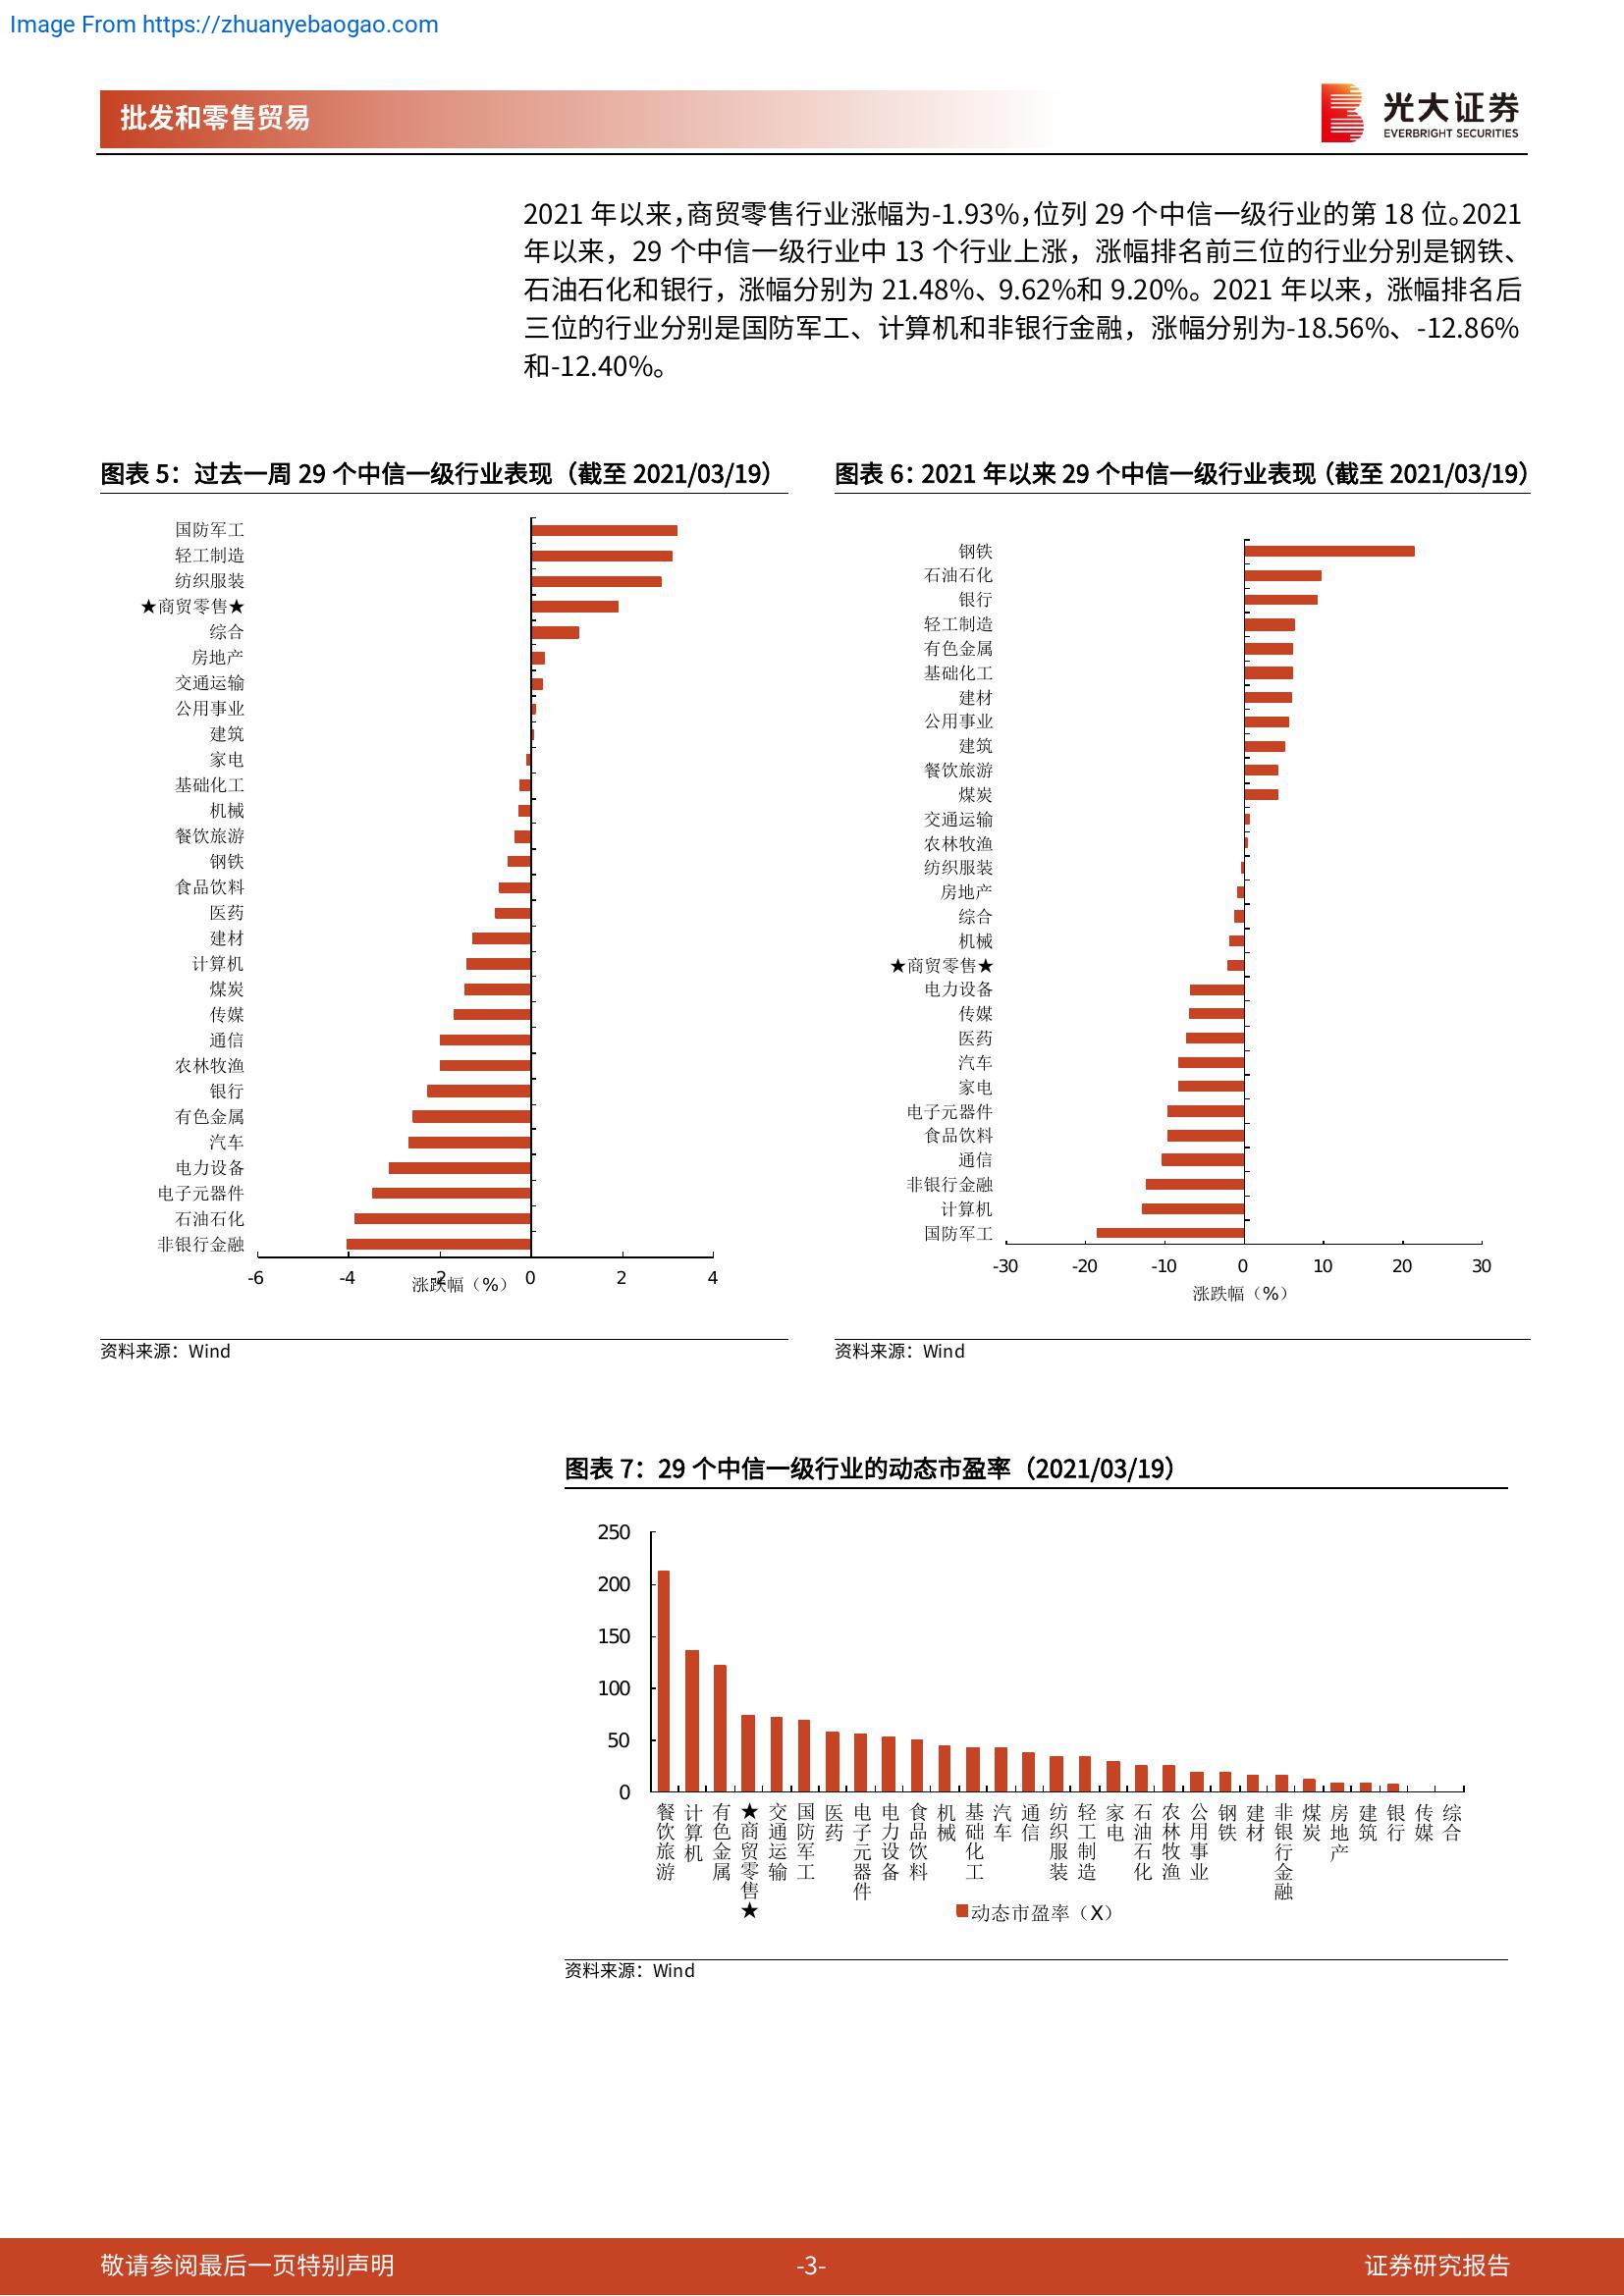 Image From https://zhuanyebaogao.com
批发和零售贸易
光大证券
EVERBRIGHT SECURITIES
2021 年以来，商贸零售行业涨幅为-1.93%，位列 29 个中信一级行业的第 18 位。2021
年以来，29 个中信一级行业中 13 个行业上涨，涨幅排名前三位的行业分别是钢铁、
石油石化和银行，涨幅分别为 21.48%、9.62%和 9.20%。2021 年以来，涨幅排名后
三位的行业分别是国防军工、计算机和非银行金融，涨幅分别为-18.56%、-12.86%
和-12.40%。
图表 5：过去一周 29 个中信一级行业表现（截至 2021/03/19）
国防军工
轻工制造
纺织服装
★商贸零售★
综合
房地产
交通运输
公用事业
建筑
家电
基础化工
机械
餐饮旅游
钢铁
食品饮料
医药
建材
计算机
煤炭
传媒
通信
农林牧渔
银行
有色金属
汽车
电力设备
电子元器件
石油石化
非银行金融
-6 -4 -2 0 2 4
涨跌幅（%）
资料来源：Wind
图表 6：2021 年以来 29 个中信一级行业表现（截至 2021/03/19）
钢铁
石油石化
银行
轻工制造
有色金属
基础化工
建材
公用事业
建筑
餐饮旅游
煤炭
交通运输
农林牧渔
纺织服装
房地产
综合
机械
★商贸零售★
电力设备
传媒
医药
汽车
家电
电子元器件
食品饮料
通信
非银行金融
计算机
国防军工
-30 -20 -10 0 10 20 30
涨跌幅（%）
资料来源：Wind
图表 7：29 个中信一级行业的动态市盈率（2021/03/19）
250
200
150
100
50
0
餐饮旅游
计算机
有色金属
★商贸零售★
交通运输
国防军工
医药
电子元器件
电力设备
食品饮料
机械
基础化工
汽车
通信
纺织服装
轻工制造
家电
石油石化
农林牧渔
公用事业
钢铁
建材
非银行金融
煤炭
房地产
建筑
银行
传媒
综合
动态市盈率（X）
资料来源：Wind
敬请参阅最后一页特别声明
-3-
证券研究报告